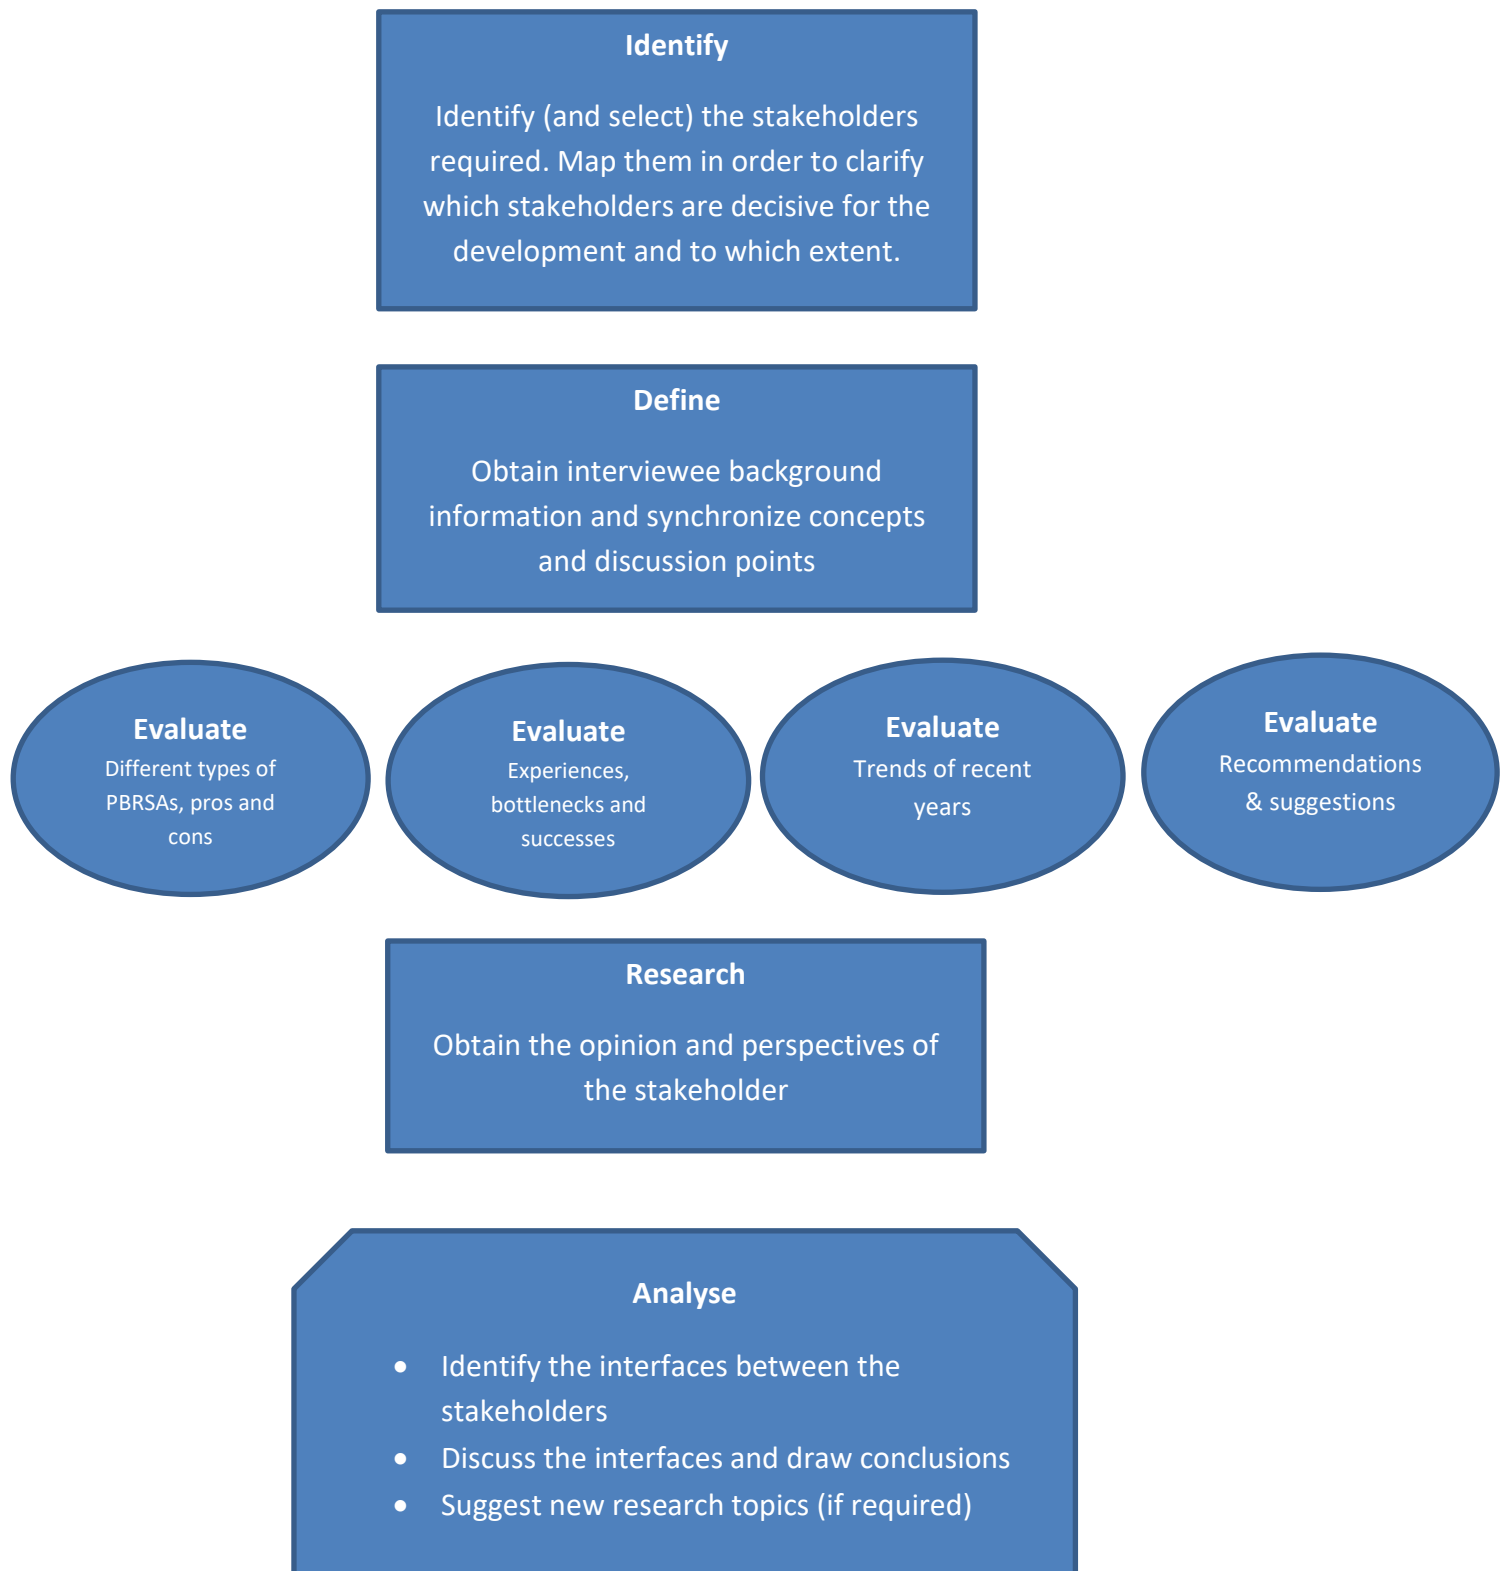 Identify
Identify (and select) the stakeholders
required. Map them in order to clarify
which stakeholders are decisive for the
development and to which extent.
Define
Obtain interviewee background
information and synchronize concepts
and discussion points
Evaluate
Different types of
PBRSAs, pros and
cons
Evaluate
Experiences,
bottlenecks and
successes
Evaluate
Trends of recent
years
Evaluate
Recommendations
& suggestions
Research
Obtain the opinion and perspectives of
the stakeholder
Analyse
• Identify the interfaces between the
stakeholders
• Discuss the interfaces and draw conclusions
• Suggest new research topics (if required)